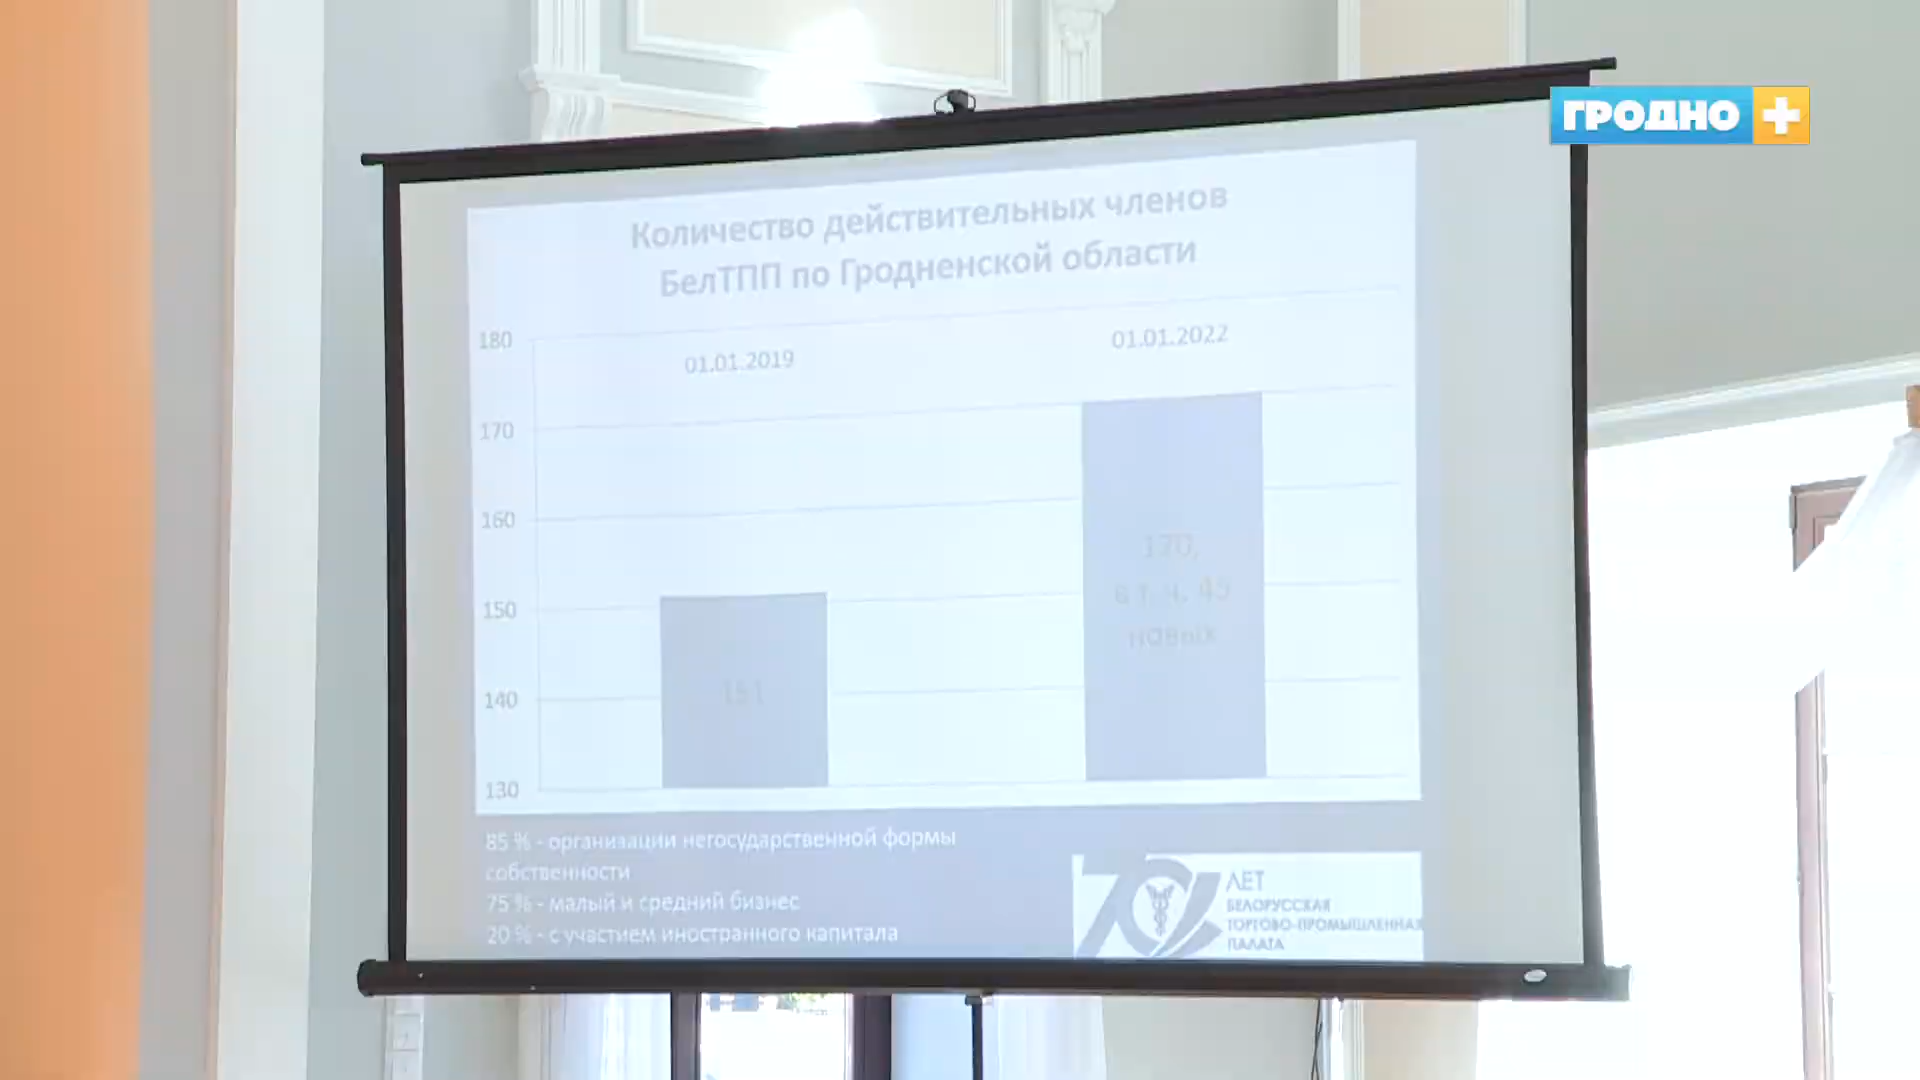 ГРОДНО
Количество действительных членов
БелТПП по Гродненской области
180
01.01.2019
01.01.2022
170
160
170,
в т. ч. 45
новых
150
151
140
130
85 % - организации негосударственной формы
собственности
75 % - малый и средний бизнес
20 % - с участием иностранного капитала
70 ЛЕТ
БЕЛОРУССКАЯ
ТОРГОВО-ПРОМЫШЛЕННАЯ
ПАЛАТА